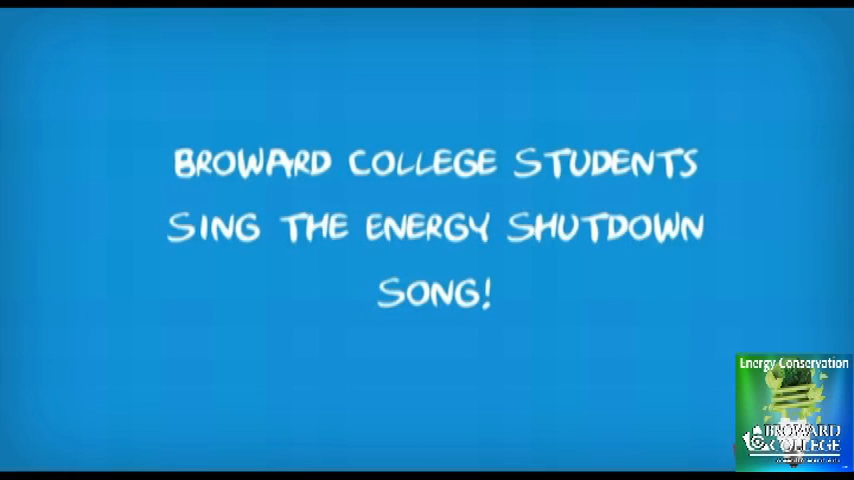 BROWARD COLLEGE STUDENTS
SING THE ENERGY SHUTDOWN
SONG!
Energy Conservation
BROWARD
COLLEGE